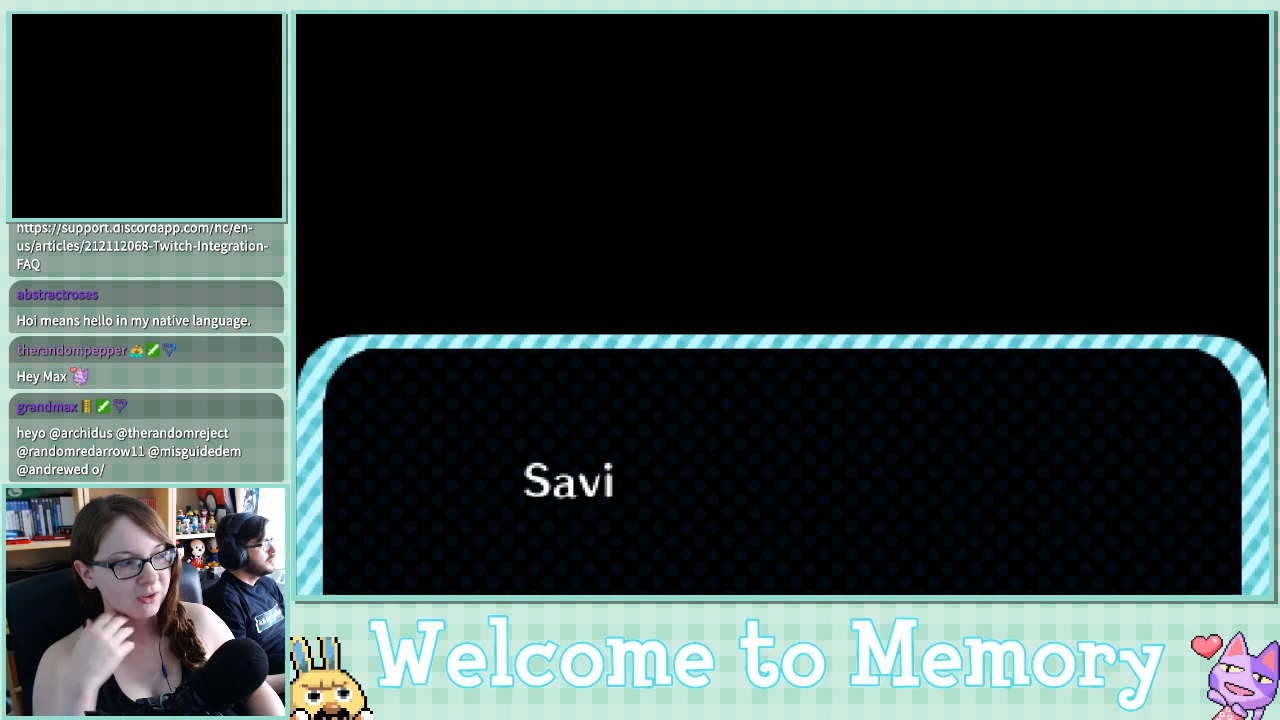 https://support.discordapp.com/hc/en-
us/articles/212112068-Twitch-Integration-
FAQ
abstractroses
Hoi means hello in my native language.
therandompepper
Hey Max
grandmax
heyo @archidus @therandomreject
@randomredarrow11 @misguidedem
@andrewed o/
Savi
Welcome to Memory